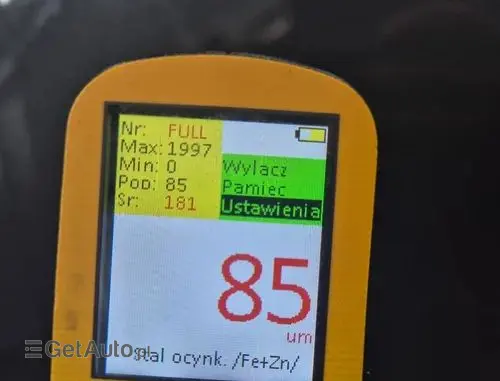 Nr: FULL
Max: 1997
Min: 0
Pop: 85
Sr: 181
Wylacz
Pamiec
Ustawienia
85
um
Stal ocynk. /Fe+Zn/
GetAuto.pl